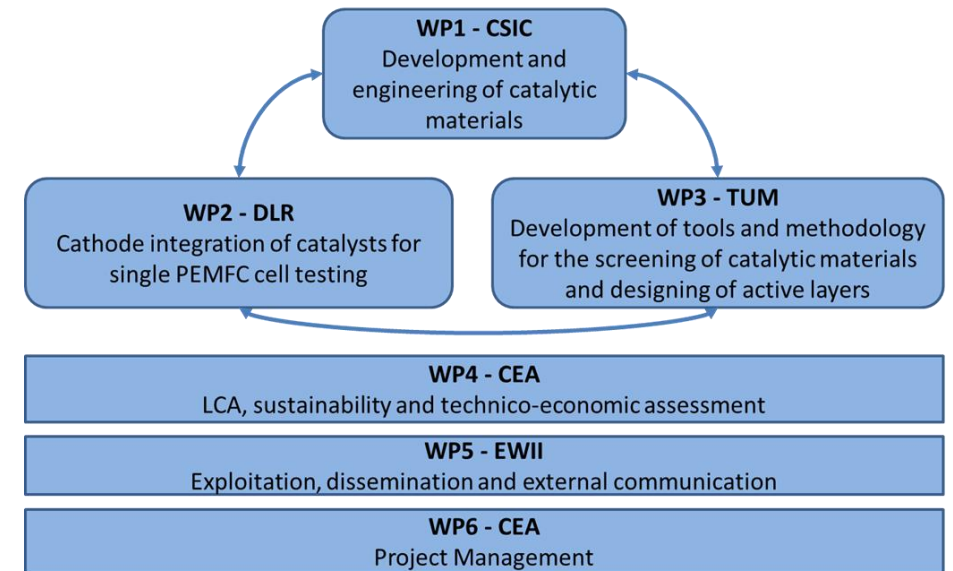 WP1 - CSIC
Development and
engineering of catalytic
materials
WP2 - DLR
Cathode integration of catalysts for
single PEMFC cell testing
WP3 - TUM
Development of tools and methodology
for the screening of catalytic materials
and designing of active layers
WP4 - CEA
LCA, sustainability and technico-economic assessment
WP5 - EWII
Exploitation, dissemination and external communication
WP6 - CEA
Project Management